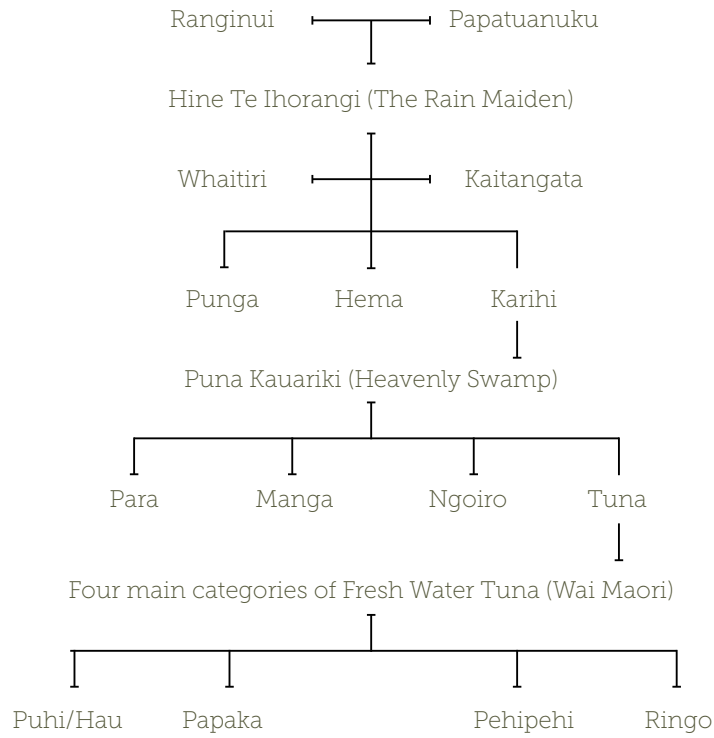 Ranginui Papatuanuku
Hine Te Ihorangi (The Rain Maiden)
Whaitiri Kaitangata
Punga Hema Karihi
Puna Kauariki (Heavenly Swamp)
Para Manga Ngoiro Tuna
Four main categories of Fresh Water Tuna (Wai Maori)
Puhi/Hau Papaka Pehipehi Ringo